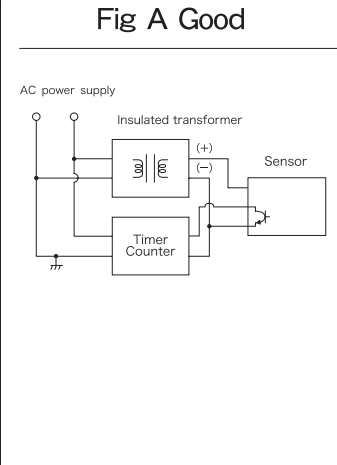 Fig A Good
AC power supply
Insulated transformer
(+)
(−)
Sensor
Timer
Counter